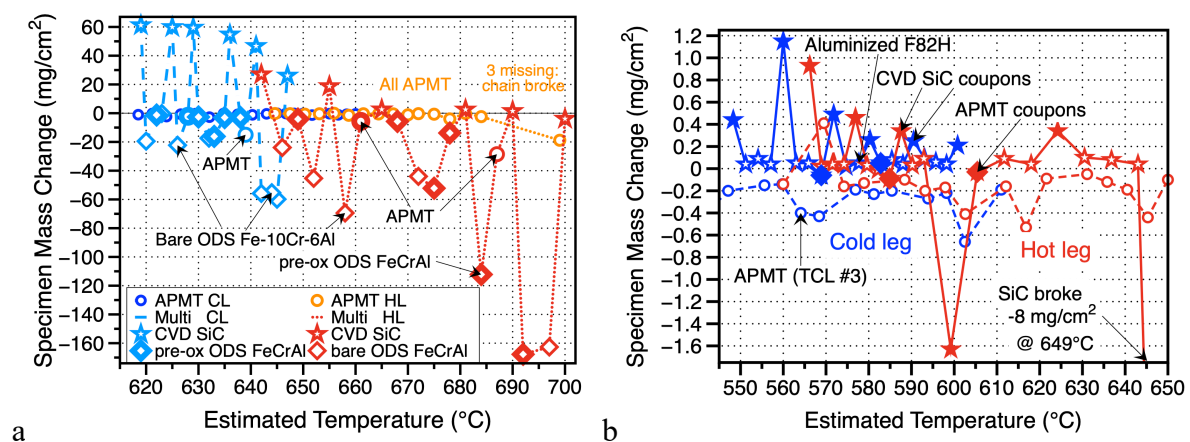 Specimen Mass Change (mg/cm²)
60
40
20
0
−20
−40
−60
−80
−100
−120
−140
−160
All APMT
3 missing:
chain broke
APMT
APMT
Bare ODS Fe-10Cr-6Al
pre-ox ODS FeCrAl
APMT CL
APMT HL
Multi CL
Multi HL
CVD SiC
CVD SiC
pre-ox ODS FeCrAl
bare ODS FeCrAl
620 630 640 650 660 670 680 690 700
Estimated Temperature (°C)
a
Specimen Mass Change (mg/cm²)
1.2
1.0
0.8
0.6
0.4
0.2
0
−0.2
−0.4
−0.6
−0.8
−1.0
−1.2
−1.4
−1.6
Aluminized F82H
CVD SiC coupons
APMT coupons
Cold leg
Hot leg
APMT (TCL #3)
SiC broke
-8 mg/cm²
@ 649°C
550 560 570 580 590 600 610 620 630 640 650
Estimated Temperature (°C)
b